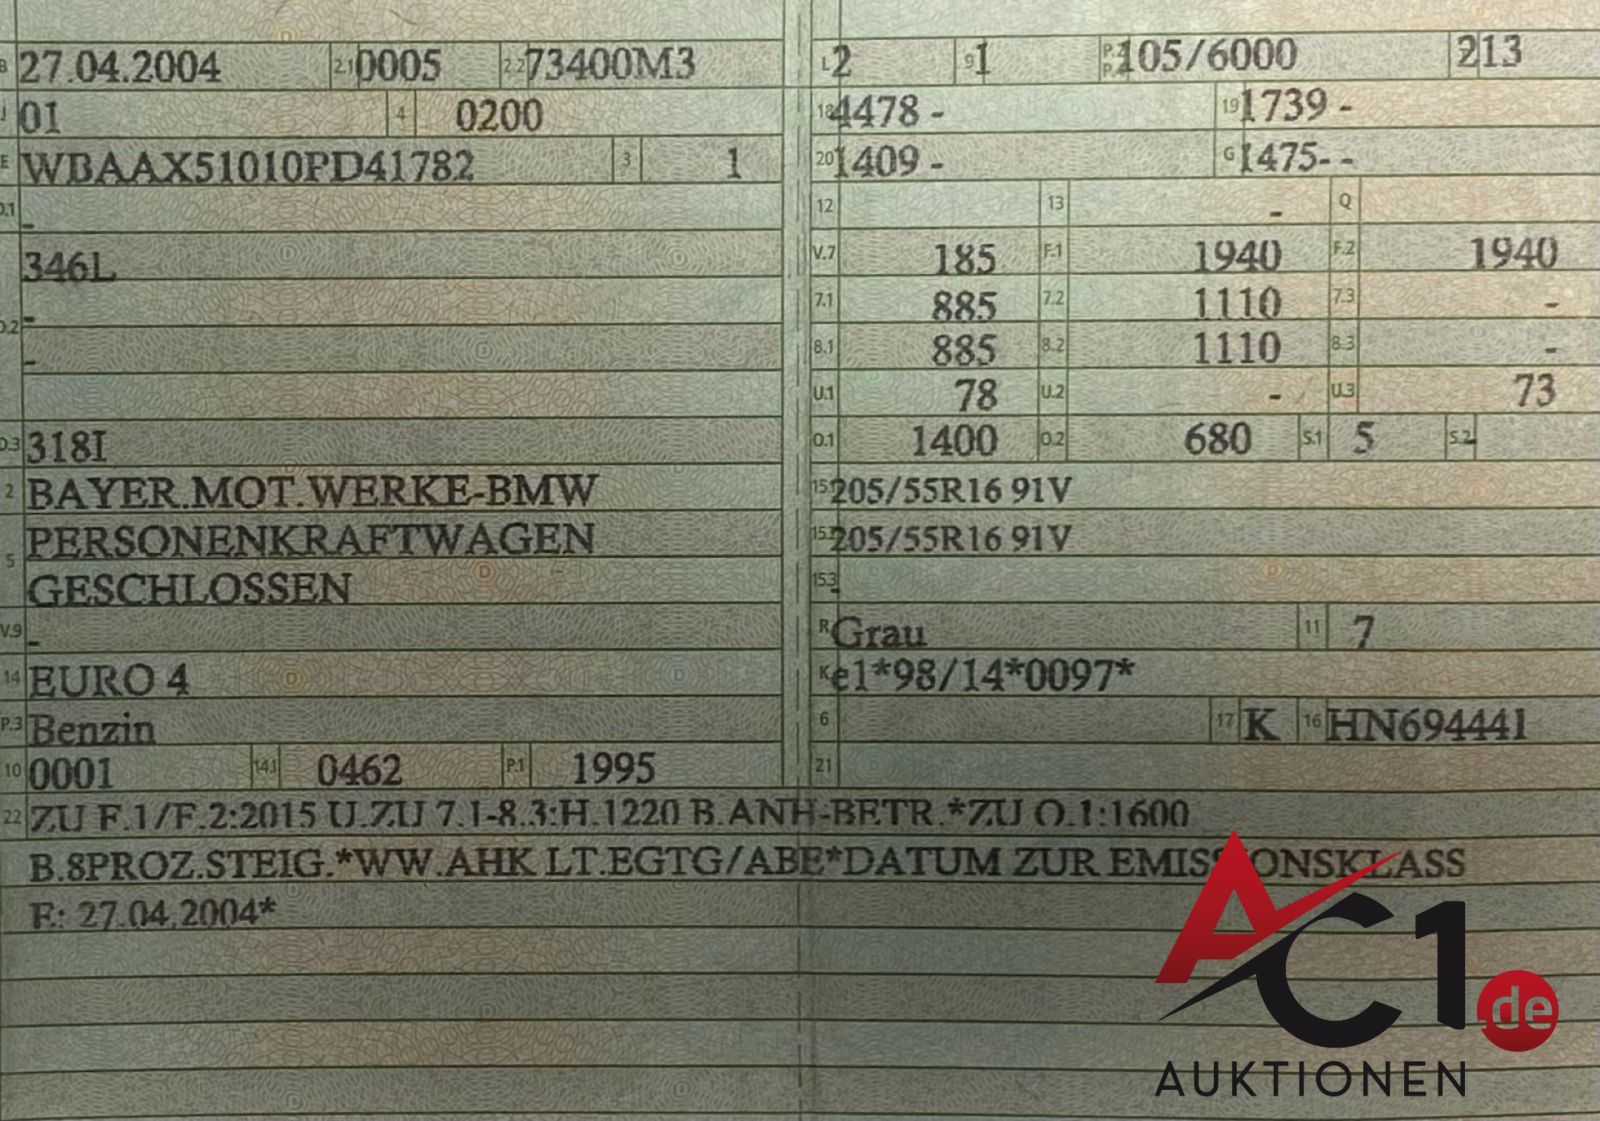 B 27.04.2004 2.1 0005 2.2 73400M3
J 01 4 0200
E WBAAX51010PD41782 3 1
D.1 -
346L
D.2 -
-
D.3 318I
2 BAYER.MOT.WERKE-BMW
5 PERSONENKRAFTWAGEN
GESCHLOSSEN
V.9 -
14 EURO 4
P.3 Benzin
10 0001 14.1 0462 P.1 1995
L 2 9 1 P.2 P.4 105/6000 T 213
18 4478 - 19 1739 -
20 1409 - G 1475- -
12 13 - Q
V.7 185 F.1 1940 F.2 1940
7.1 885 7.2 1110 7.3 -
8.1 885 8.2 1110 8.3 -
U.1 78 U.2 - U.3 73
O.1 1400 O.2 680 S.1 5 S.2 -
15.1 205/55R16 91V
15.2 205/55R16 91V
15.3 -
R Grau 11 7
K e1*98/14*0097*
6 17 K 16 HN694441
21
22 ZU F.1/F.2:2015 U.ZU 7.1-8.3:H.1220 B.ANH-BETR.*ZU O.1:1600
B.8PROZ.STEIG.*WW.AHK LT.EGTG/ABE*DATUM ZUR EMISSIONSKLASS
E: 27.04.2004*
AC1.de
AUKTIONEN